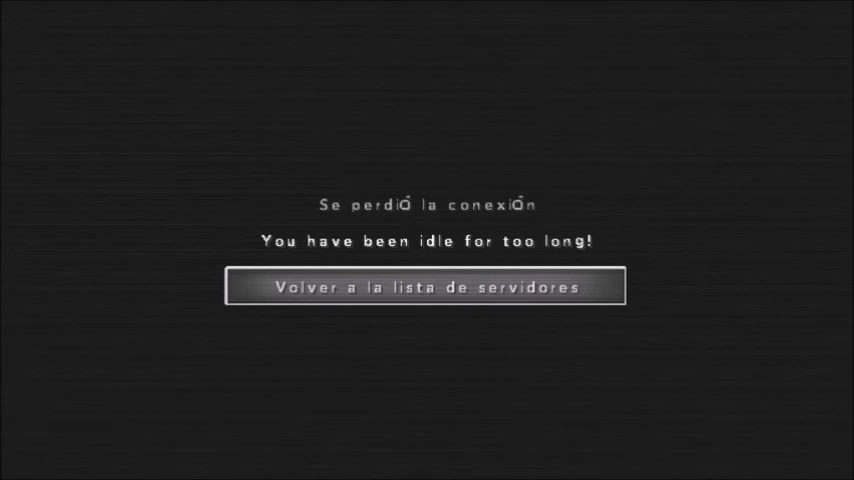 Se perdió la conexión
You have been idle for too long!
Volver a la lista de servidores